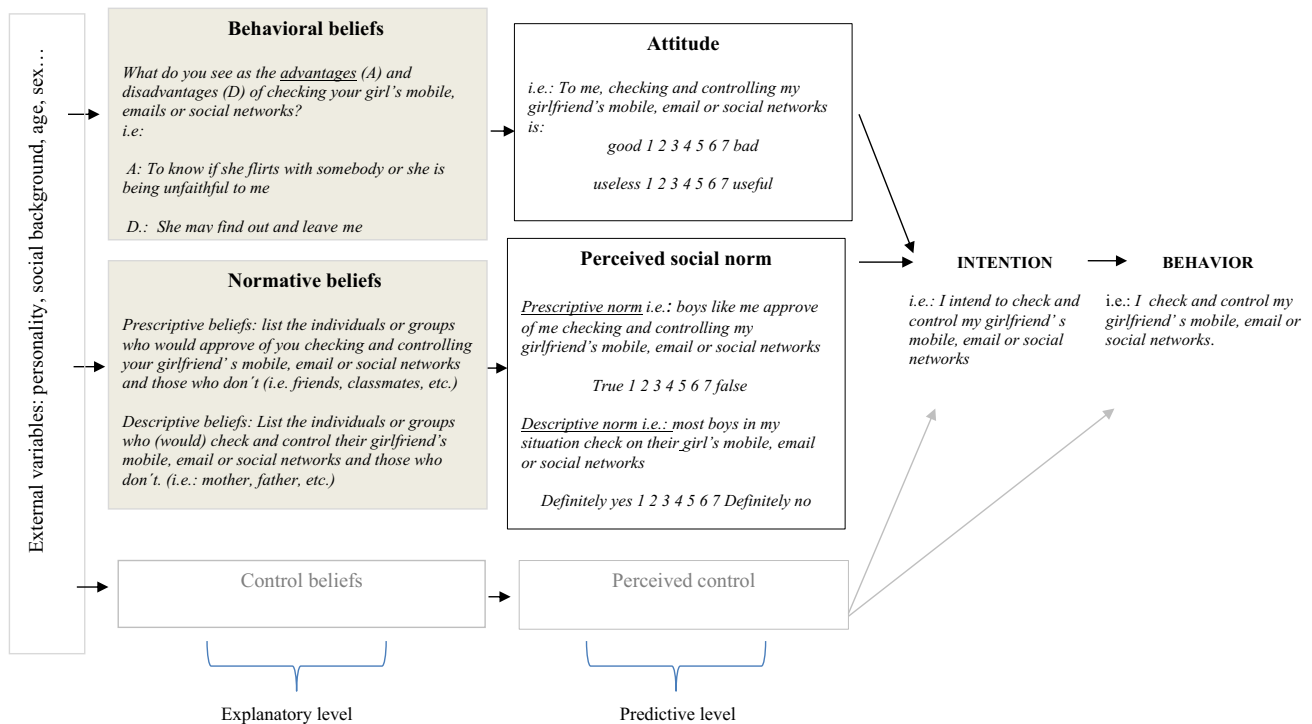 External variables: personality, social background, age, sex…
Behavioral beliefs
What do you see as the advantages (A) and
disadvantages (D) of checking your girl’s mobile,
emails or social networks?
i.e:
A: To know if she flirts with somebody or she is
being unfaithful to me
D.: She may find out and leave me
Attitude
i.e.: To me, checking and controlling my
girlfriend’s mobile, email or social networks
is:
good 1 2 3 4 5 6 7 bad
useless 1 2 3 4 5 6 7 useful
Normative beliefs
Prescriptive beliefs: list the individuals or groups
who would approve of you checking and controlling
your girlfriend’ s mobile, email or social networks
and those who don´t (i.e. friends, classmates, etc.)
Descriptive beliefs: List the individuals or groups
who (would) check and control their girlfriend’s
mobile, email or social networks and those who
don´t. (i.e.: mother, father, etc.)
Perceived social norm
Prescriptive norm i.e.: boys like me approve
of me checking and controlling my
girlfriend’s mobile, email or social networks
True 1 2 3 4 5 6 7 false
Descriptive norm i.e.: most boys in my
situation check on their girl’s mobile, email
or social networks
Definitely yes 1 2 3 4 5 6 7 Definitely no
INTENTION
i.e.: I intend to check and
control my girlfriend’ s
mobile, email or social
networks
BEHAVIOR
i.e.: I check and control my
girlfriend’ s mobile, email or
social networks.
Control beliefs
Perceived control
Explanatory level
Predictive level